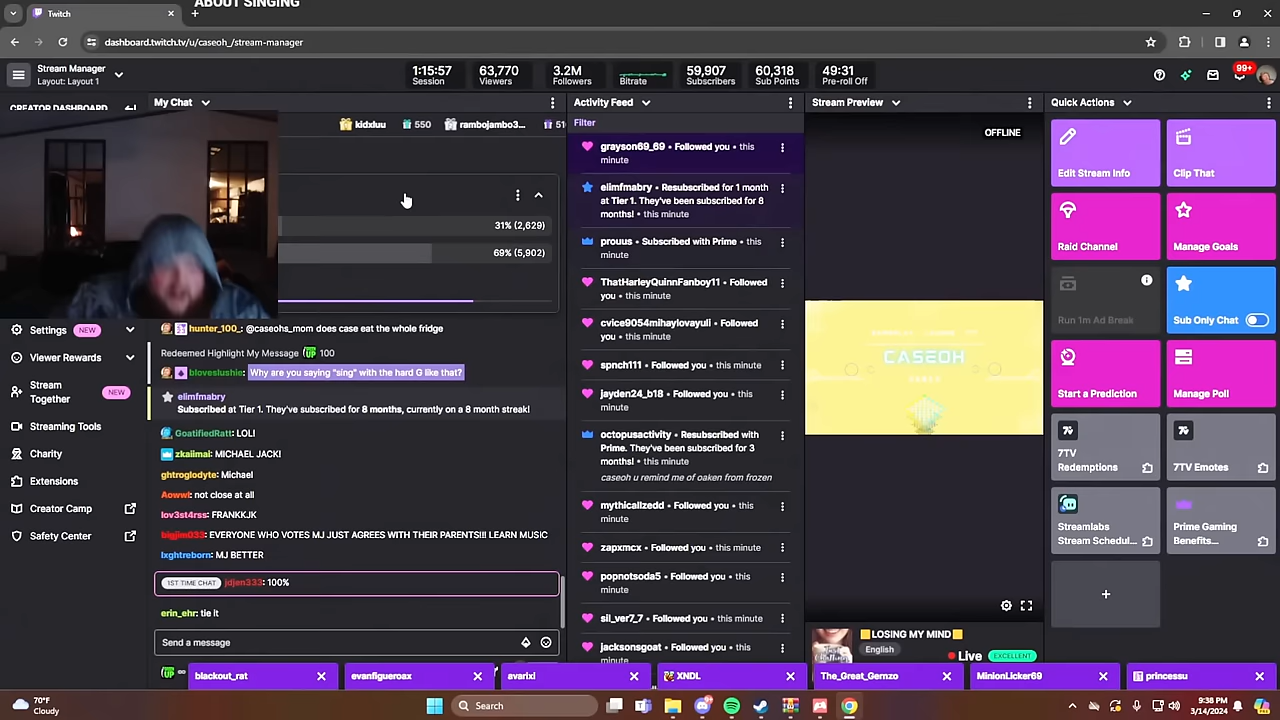 ABOUT SINGING
Twitch
dashboard.twitch.tv/u/caseoh_/stream-manager
Stream Manager
Layout: Layout 1
1:15:57
Session
63,770
Viewers
3.2M
Followers
Bitrate
59,907
Subscribers
60,318
Sub Points
49:31
Pre-roll Off
99+
CREATOR DASHBOARD
My Chat
kidxluu
550
rambojambo3...
31% (2,629)
69% (5,902)
Settings
NEW
Viewer Rewards
Stream
Together
NEW
Streaming Tools
Charity
Extensions
Creator Camp
Safety Center
hunter_100_: @caseohs_mom does case eat the whole fridge
Redeemed Highlight My Message UP 100
bloveslushie: Why are you saying "sing" with the hard G like that?
elimfmabry
Subscribed at Tier 1. They've subscribed for 8 months, currently on a 8 month streak!
GoatifiedRatt: LOL!
zkaiimai: MICHAEL JACK!
ghtroglodyte: Michael
Aowwl: not close at all
lov3st4rss: FRANKKJK
bigjim033: EVERYONE WHO VOTES MJ JUST AGREES WITH THEIR PARENTS!!! LEARN MUSIC
lxghtreborn: MJ BETTER
1ST TIME CHAT jdjen333: 100%
erin_ehr: tie it
Send a message
Activity Feed
Filter
grayson69_69 • Followed you • this
minute
elimfmabry • Resubscribed for 1 month
at Tier 1. They've been subscribed for 8
months! • this minute
prouus • Subscribed with Prime • this
minute
ThatHarleyQuinnFanboy11 • Followed
you • this minute
cvice9054mihaylovayuli • Followed
you • this minute
spnch111 • Followed you • this minute
jayden24_b18 • Followed you • this
minute
octopusactivity • Resubscribed with
Prime. They've been subscribed for 3
months! • this minute
caseoh u remind me of oaken from frozen
mythicalizedd • Followed you • this
minute
zapxmcx • Followed you • this minute
popnotsoda5 • Followed you • this
minute
sil_ver7_7 • Followed you • this minute
jacksonsgoat • Followed you • this
minute
Stream Preview
OFFLINE
CASEOH
LOSING MY MIND
English
Live
EXCELLENT
Quick Actions
Edit Stream Info
Clip That
Raid Channel
Manage Goals
Run 1m Ad Break
Sub Only Chat
Start a Prediction
Manage Poll
7TV
Redemptions
7TV Emotes
Streamlabs
Stream Schedul...
Prime Gaming
Benefits...
blackout_rat
evanfigueroax
avarixi
XNDL
The_Great_Gernzo
MinionLicker69
princessu
70°F
Cloudy
Search
9:38 PM
3/14/2024